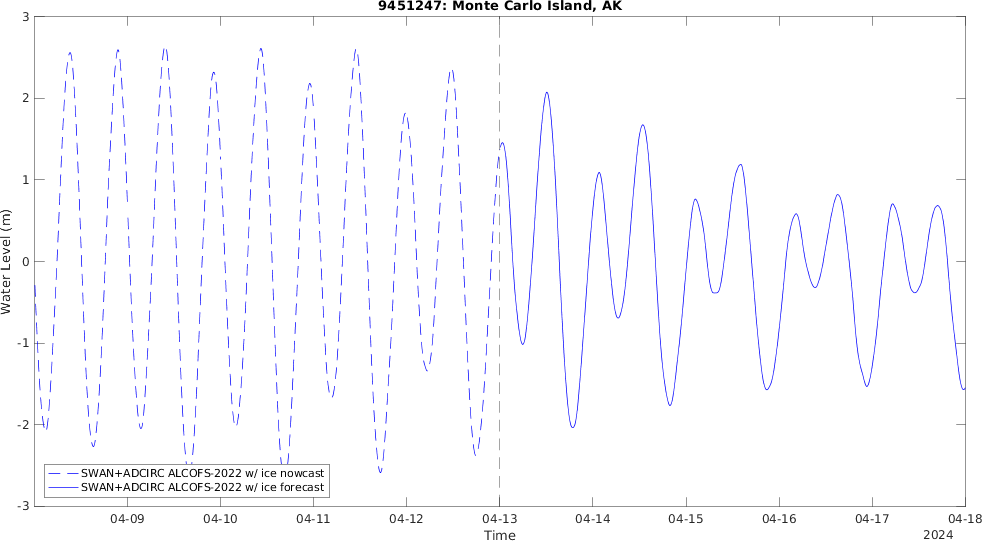 9451247: Monte Carlo Island, AK
3
2
1
0
-1
-2
-3
Water Level (m)
SWAN+ADCIRC ALCOFS-2022 w/ ice nowcast
SWAN+ADCIRC ALCOFS-2022 w/ ice forecast
04-09 04-10 04-11 04-12 04-13 04-14 04-15 04-16 04-17 04-18
Time
2024